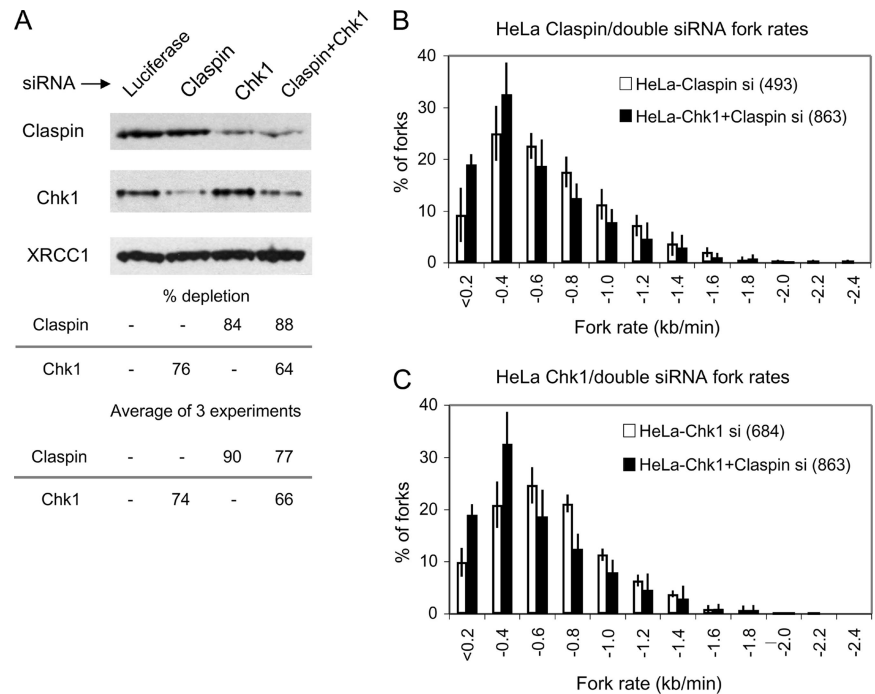 A
siRNA → Luciferase Claspin Chk1 Claspin+Chk1
Claspin
Chk1
XRCC1
% depletion
Claspin - - 84 88
Chk1 - 76 - 64
Average of 3 experiments
Claspin - - 90 77
Chk1 - 74 - 66
B
HeLa Claspin/double siRNA fork rates
HeLa-Claspin si (493)
HeLa-Chk1+Claspin si (863)
% of forks
40
30
20
10
0
<0.2 -0.4 -0.6 -0.8 -1.0 -1.2 -1.4 -1.6 -1.8 -2.0 -2.2 -2.4
Fork rate (kb/min)
C
HeLa Chk1/double siRNA fork rates
HeLa-Chk1 si (684)
HeLa-Chk1+Claspin si (863)
% of forks
40
30
20
10
0
<0.2 -0.4 -0.6 -0.8 -1.0 -1.2 -1.4 -1.6 -1.8 -2.0 -2.2 -2.4
Fork rate (kb/min)